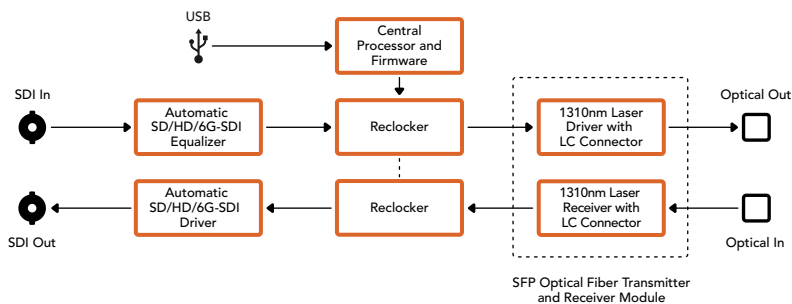 USB
Central
Processor and
Firmware
SDI In
Automatic
SD/HD/6G-SDI
Equalizer
Reclocker
1310nm Laser
Driver with
LC Connector
Optical Out
Automatic
SD/HD/6G-SDI
Driver
Reclocker
1310nm Laser
Receiver with
LC Connector
SDI Out
Optical In
SFP Optical Fiber Transmitter
and Receiver Module